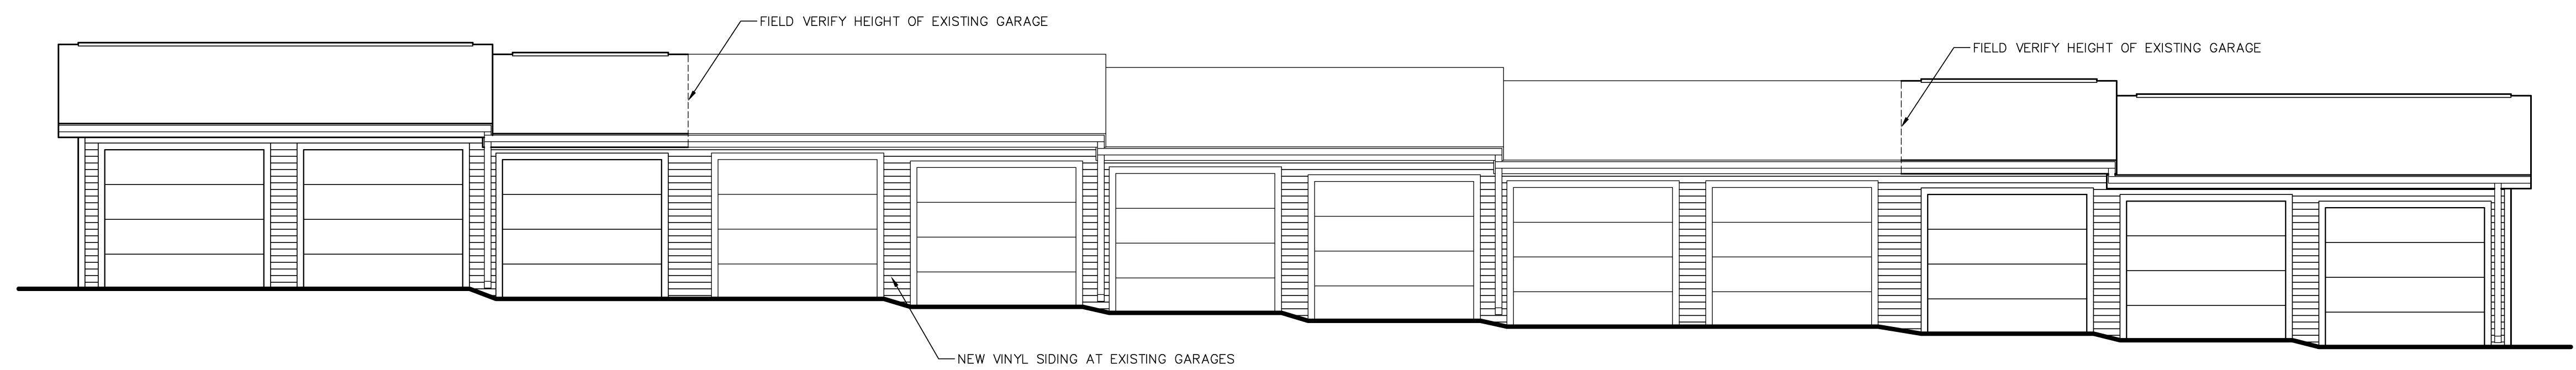 FIELD VERIFY HEIGHT OF EXISTING GARAGE
FIELD VERIFY HEIGHT OF EXISTING GARAGE
NEW VINYL SIDING AT EXISTING GARAGES